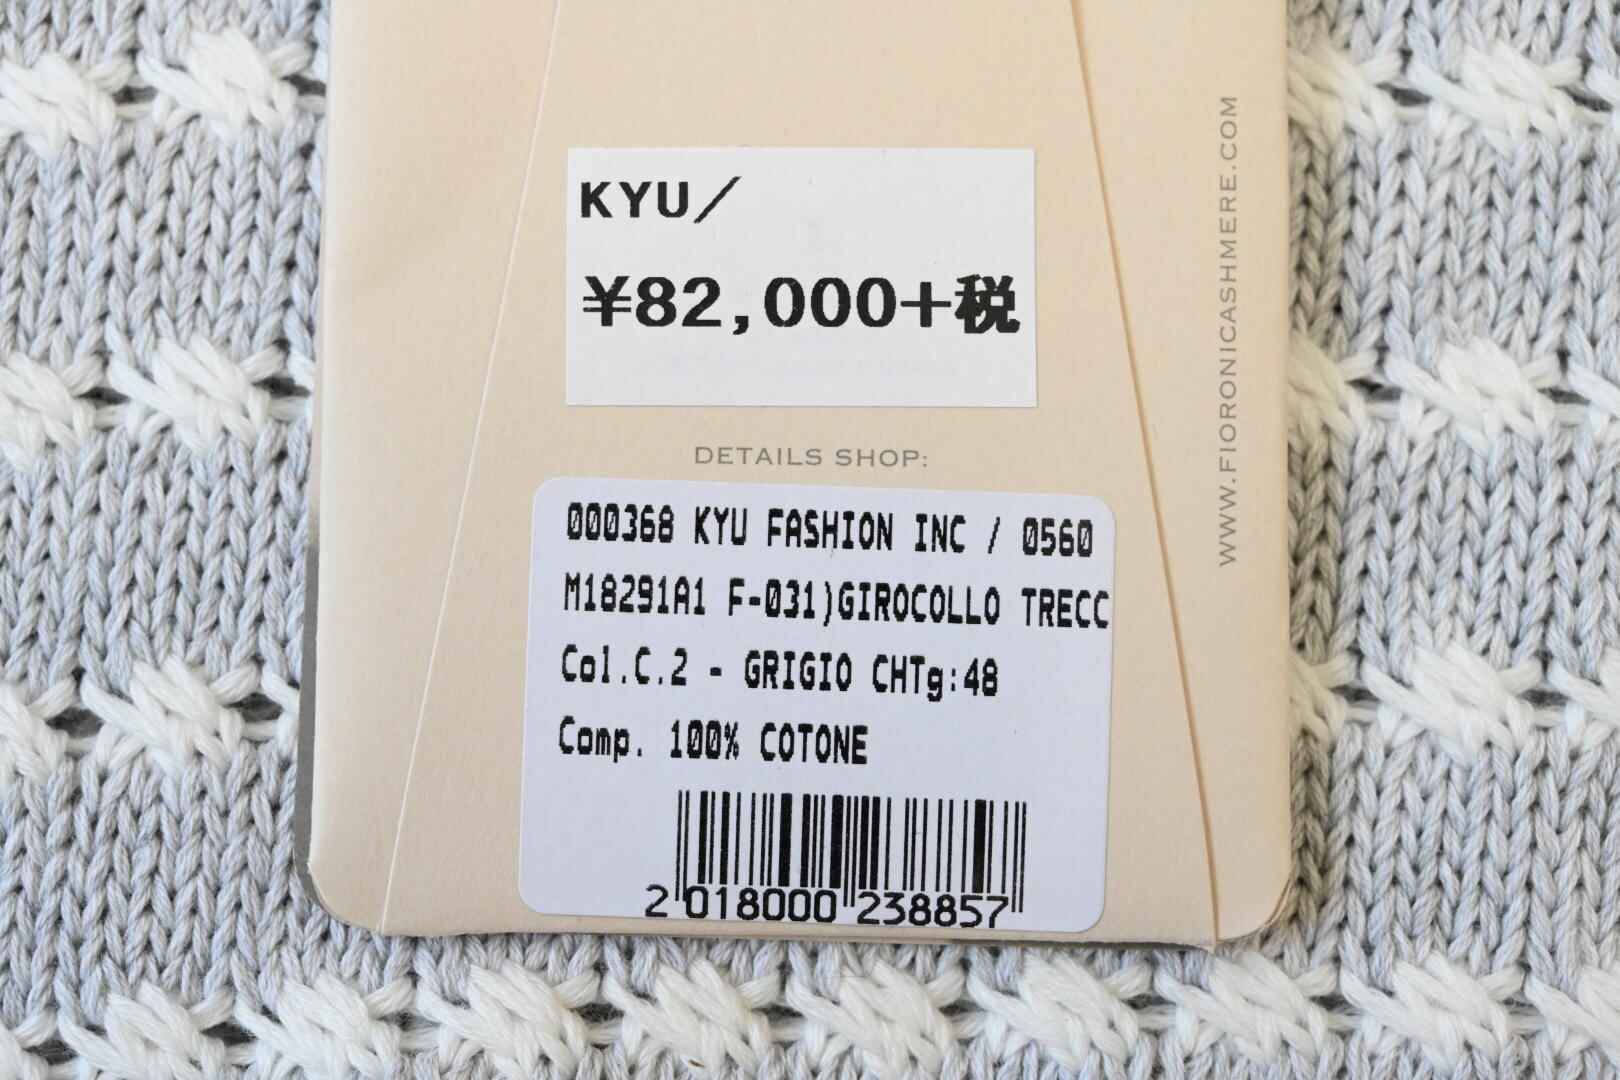 KYU/
¥82,000+税
DETAILS SHOP:
000368 KYU FASHION INC / 0560
M18291A1 F-031)GIROCOLLO TRECC
Col.C.2 - GRIGIO CHTg:48
Comp. 100% COTONE
2 018000 238857
WWW.FIORONICASHMERE.COM